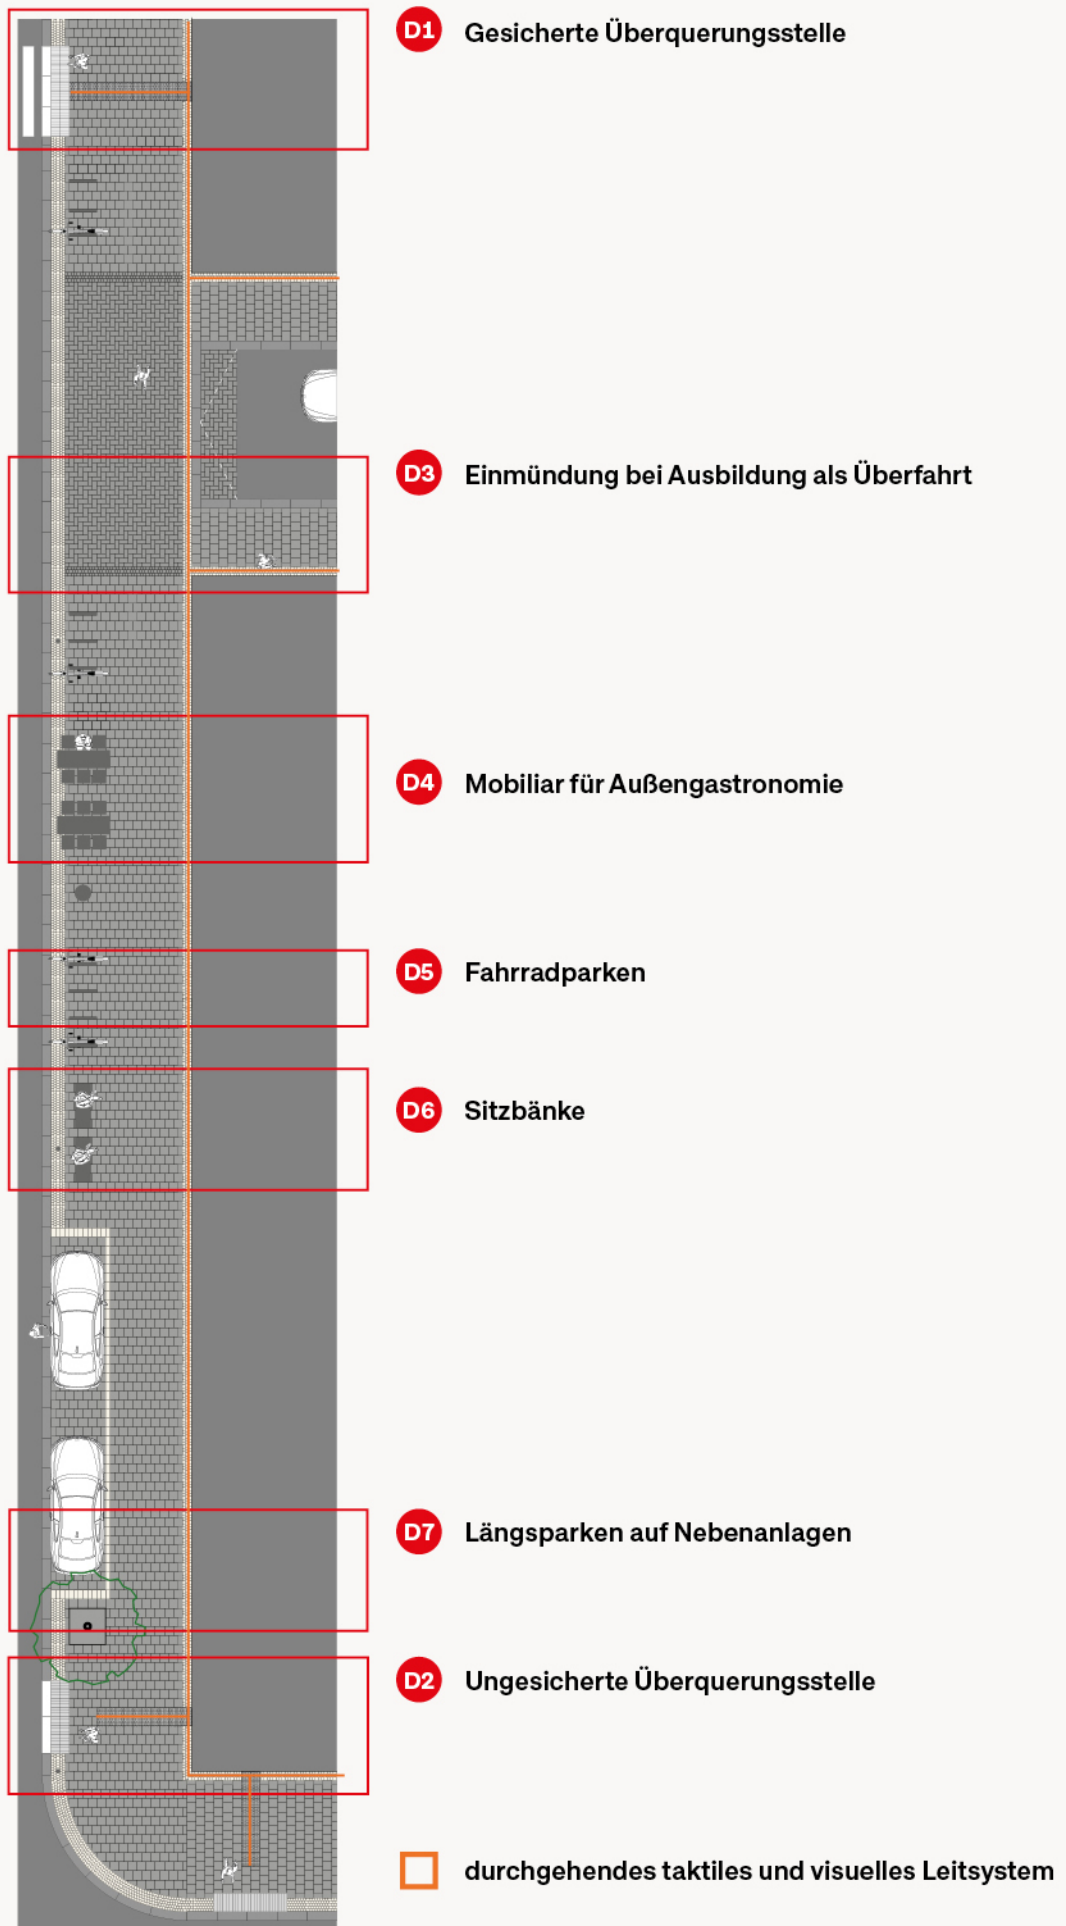 D1 Gesicherte Überquerungsstelle
D3 Einmündung bei Ausbildung als Überfahrt
D4 Mobiliar für Außengastronomie
D5 Fahrradparken
D6 Sitzbänke
D7 Längsparken auf Nebenanlagen
D2 Ungesicherte Überquerungsstelle
durchgehendes taktiles und visuelles Leitsystem